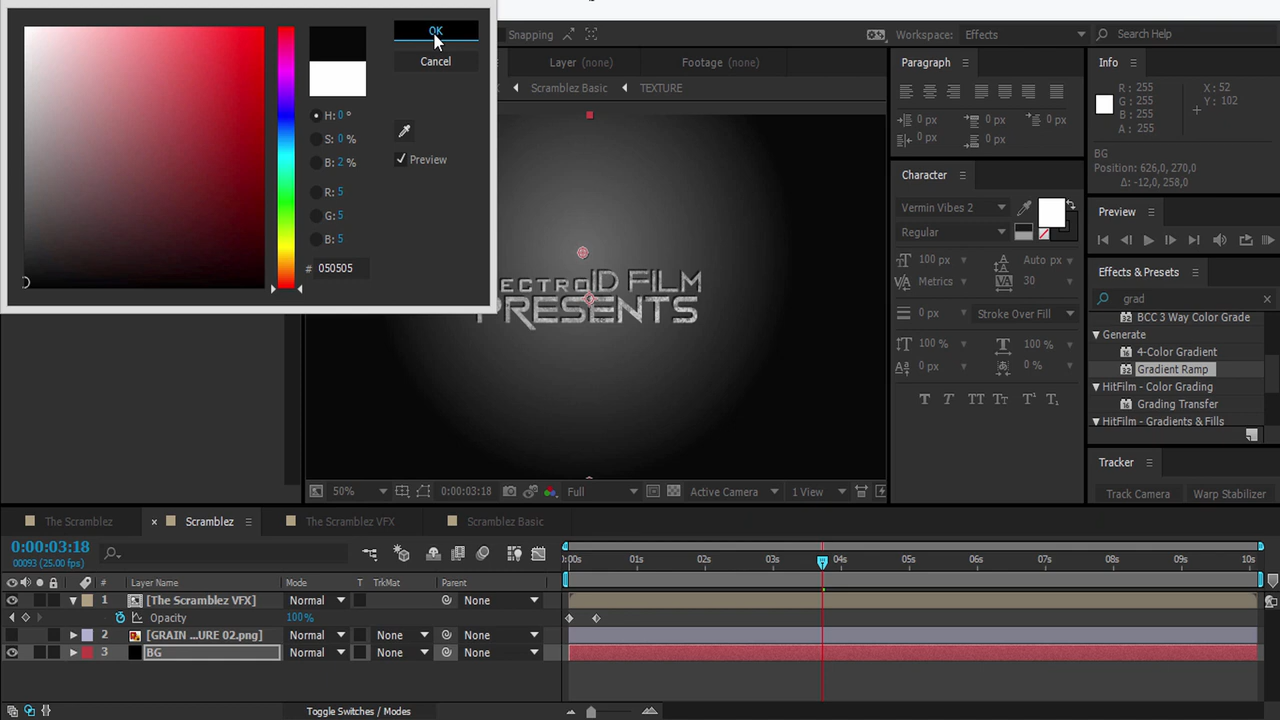 OK
Cancel
H: 0 °
S: 0 %
B: 2 %
Preview
R: 5
G: 5
B: 5
# 050505
Snapping
Workspace: Effects
Search Help
Layer (none)
Footage (none)
Scramblez Basic
TEXTURE
ECTROID FILM
PRESENTS
50%
0:00:03:18
Full
Active Camera
1 View
Paragraph
0 px
0 px
0 px
0 px
0 px
Character
Vermin Vibes 2
Regular
100 px
Auto px
Metrics
30
0 px
Stroke Over Fill
100 %
100 %
0 px
0 %
T T TT Tт T¹ T₁
Info
R : 255
G : 255
B : 255
A : 255
X : 52
Y : 102
BG
Position: 626,0, 270,0
Δ: -12,0, 258,0
Preview
Effects & Presets
grad
BCC 3 Way Color Grade
Generate
4-Color Gradient
Gradient Ramp
HitFilm - Color Grading
Grading Transfer
HitFilm - Gradients & Fills
Tracker
Track Camera
Warp Stabilizer
The Scramblez
Scramblez
The Scramblez VFX
Scramblez Basic
0:00:03:18
00093 (25.00 fps)
:00s 01s 02s 03s 04s 05s 06s 07s 08s 09s 10s
# Layer Name Mode T TrkMat Parent
1 [The Scramblez VFX] Normal None
Opacity 100%
2 [GRAIN ...URE 02.png] Normal None None
3 BG Normal None None
Toggle Switches / Modes